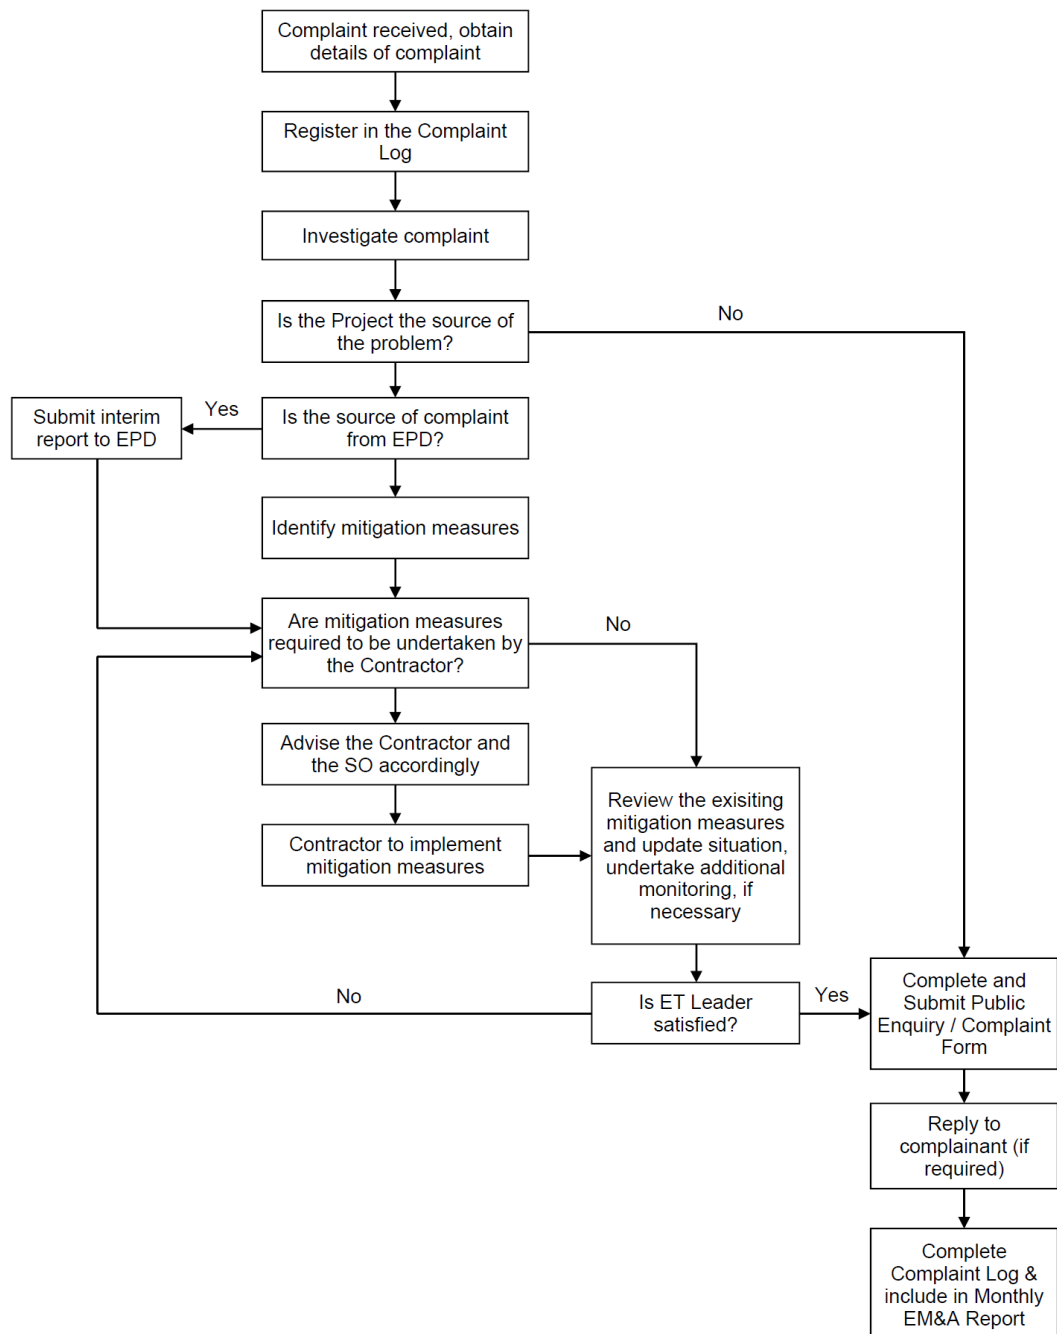 Complaint received, obtain
details of complaint
Register in the Complaint
Log
Investigate complaint
Is the Project the source of
the problem?
No
Submit interim
report to EPD
Yes
Is the source of complaint
from EPD?
Identify mitigation measures
Are mitigation measures
required to be undertaken by
the Contractor?
No
Advise the Contractor and
the SO accordingly
Contractor to implement
mitigation measures
Review the exisiting
mitigation measures
and update situation,
undertake additional
monitoring, if
necessary
No
Is ET Leader
satisfied?
Yes
Complete and
Submit Public
Enquiry / Complaint
Form
Reply to
complainant (if
required)
Complete
Complaint Log &
include in Monthly
EM&A Report